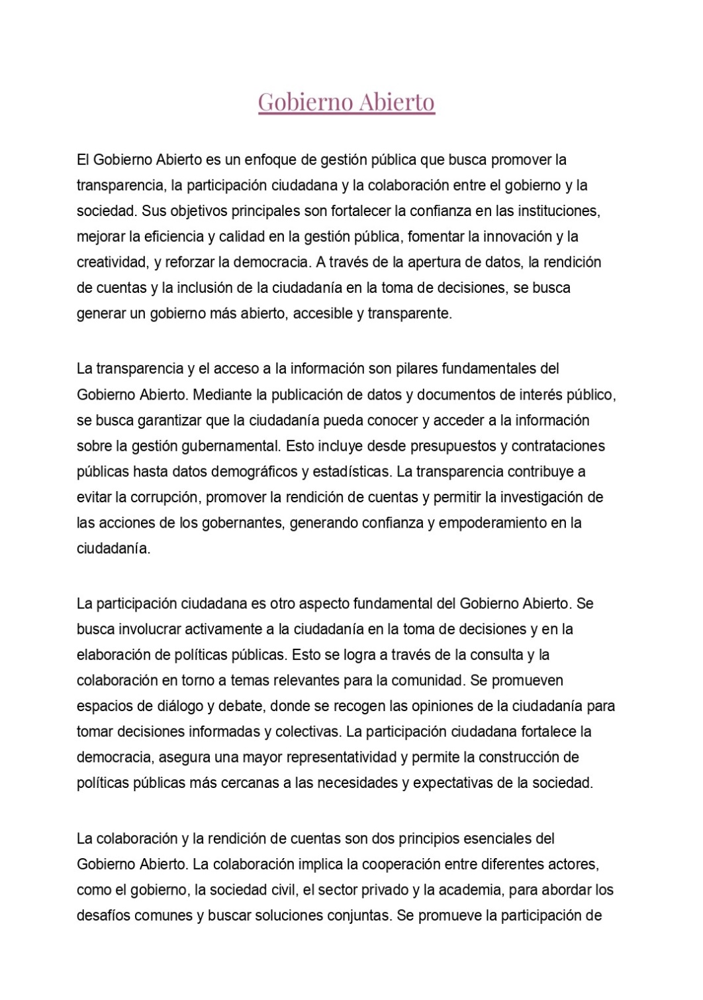 Gobierno Abierto
El Gobierno Abierto es un enfoque de gestión pública que busca promover la
transparencia, la participación ciudadana y la colaboración entre el gobierno y la
sociedad. Sus objetivos principales son fortalecer la confianza en las instituciones,
mejorar la eficiencia y calidad en la gestión pública, fomentar la innovación y la
creatividad, y reforzar la democracia. A través de la apertura de datos, la rendición
de cuentas y la inclusión de la ciudadanía en la toma de decisiones, se busca
generar un gobierno más abierto, accesible y transparente.
La transparencia y el acceso a la información son pilares fundamentales del
Gobierno Abierto. Mediante la publicación de datos y documentos de interés público,
se busca garantizar que la ciudadanía pueda conocer y acceder a la información
sobre la gestión gubernamental. Esto incluye desde presupuestos y contrataciones
públicas hasta datos demográficos y estadísticas. La transparencia contribuye a
evitar la corrupción, promover la rendición de cuentas y permitir la investigación de
las acciones de los gobernantes, generando confianza y empoderamiento en la
ciudadanía.
La participación ciudadana es otro aspecto fundamental del Gobierno Abierto. Se
busca involucrar activamente a la ciudadanía en la toma de decisiones y en la
elaboración de políticas públicas. Esto se logra a través de la consulta y la
colaboración en torno a temas relevantes para la comunidad. Se promueven
espacios de diálogo y debate, donde se recogen las opiniones de la ciudadanía para
tomar decisiones informadas y colectivas. La participación ciudadana fortalece la
democracia, asegura una mayor representatividad y permite la construcción de
políticas públicas más cercanas a las necesidades y expectativas de la sociedad.
La colaboración y la rendición de cuentas son dos principios esenciales del
Gobierno Abierto. La colaboración implica la cooperación entre diferentes actores,
como el gobierno, la sociedad civil, el sector privado y la academia, para abordar los
desafíos comunes y buscar soluciones conjuntas. Se promueve la participación de